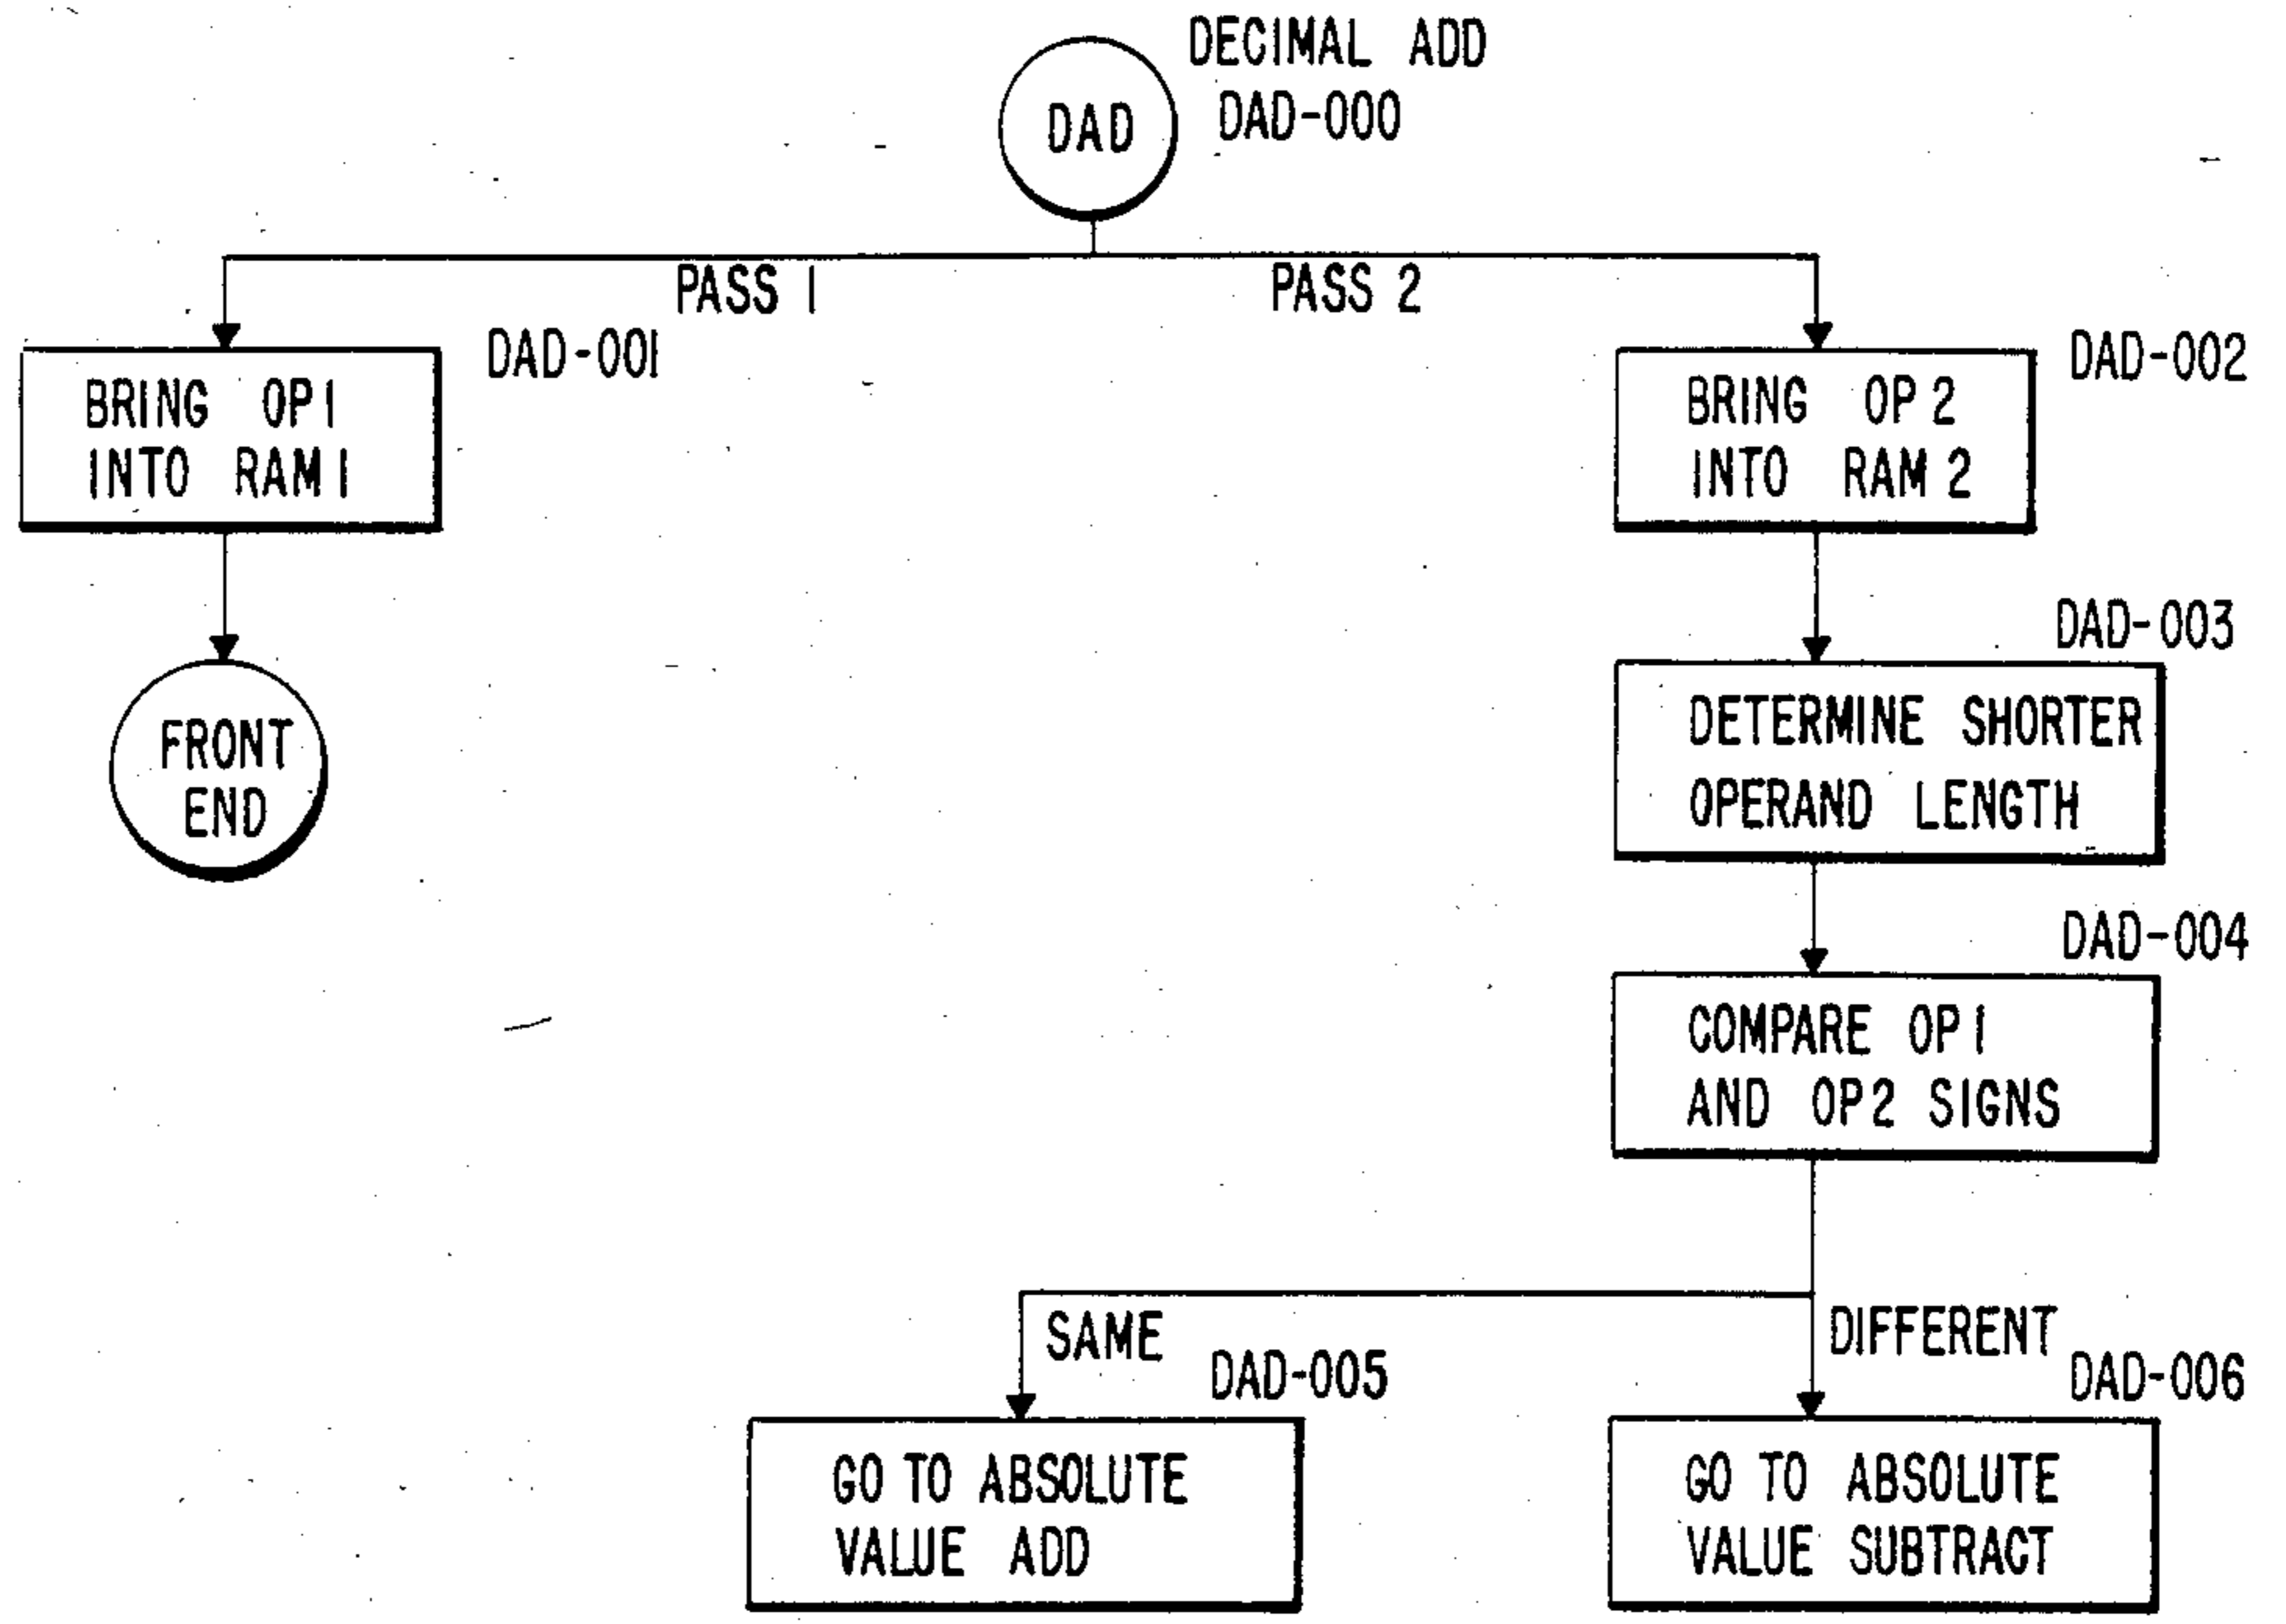 DECIMAL ADD
DAD-000
DAD
PASS 1
PASS 2
DAD-001
BRING OP1
INTO RAM1
DAD-002
BRING OP2
INTO RAM2
FRONT
END
DAD-003
DETERMINE SHORTER
OPERAND LENGTH
DAD-004
COMPARE OP1
AND OP2 SIGNS
SAME
DIFFERENT
DAD-005
GO TO ABSOLUTE
VALUE ADD
DAD-006
GO TO ABSOLUTE
VALUE SUBTRACT